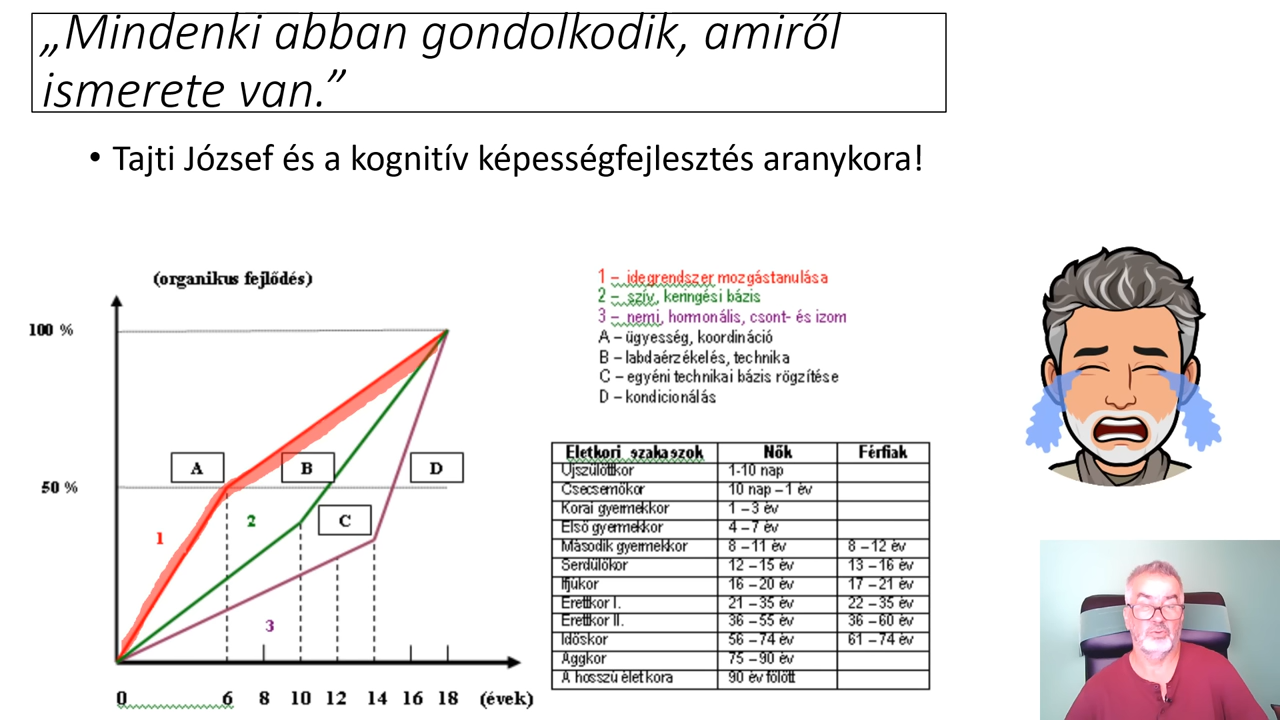 „Mindenki abban gondolkodik, amiről
ismerete van.”
• Tajti József és a kognitív képességfejlesztés aranykora!
(organikus fejlődés)
100 %
50 %
A
B
C
D
1
2
3
0 6 8 10 12 14 16 18 (évek)
1 – idegrendszer mozgástanulása
2 – szív, keringési bázis
3 – nemi, hormonális, csont- és izom
A – ügyesség, koordináció
B – labdaérzékelés, technika
C – egyéni technikai bázis rögzítése
D – kondicionálás
Eletkori szakaszok Nők Férfiak
Ujszülöttkor 1-10 nap
Csecsemőkor 10 nap – 1 év
Korai gyermekkor 1 – 3 év
Első gyermekkor 4 – 7 év
Második gyermekkor 8 – 11 év 8 – 12 év
Serdülőkor 12 – 15 év 13 – 16 év
Ifjúkor 16 – 20 év 17 – 21 év
Erettkor I. 21 – 35 év 22 – 35 év
Erettkor II. 36 – 55 év 36 – 60 év
Időskor 56 – 74 év 61 – 74 év
Aggkor 75 – 90 év
A hosszú élet kora 90 év fölött